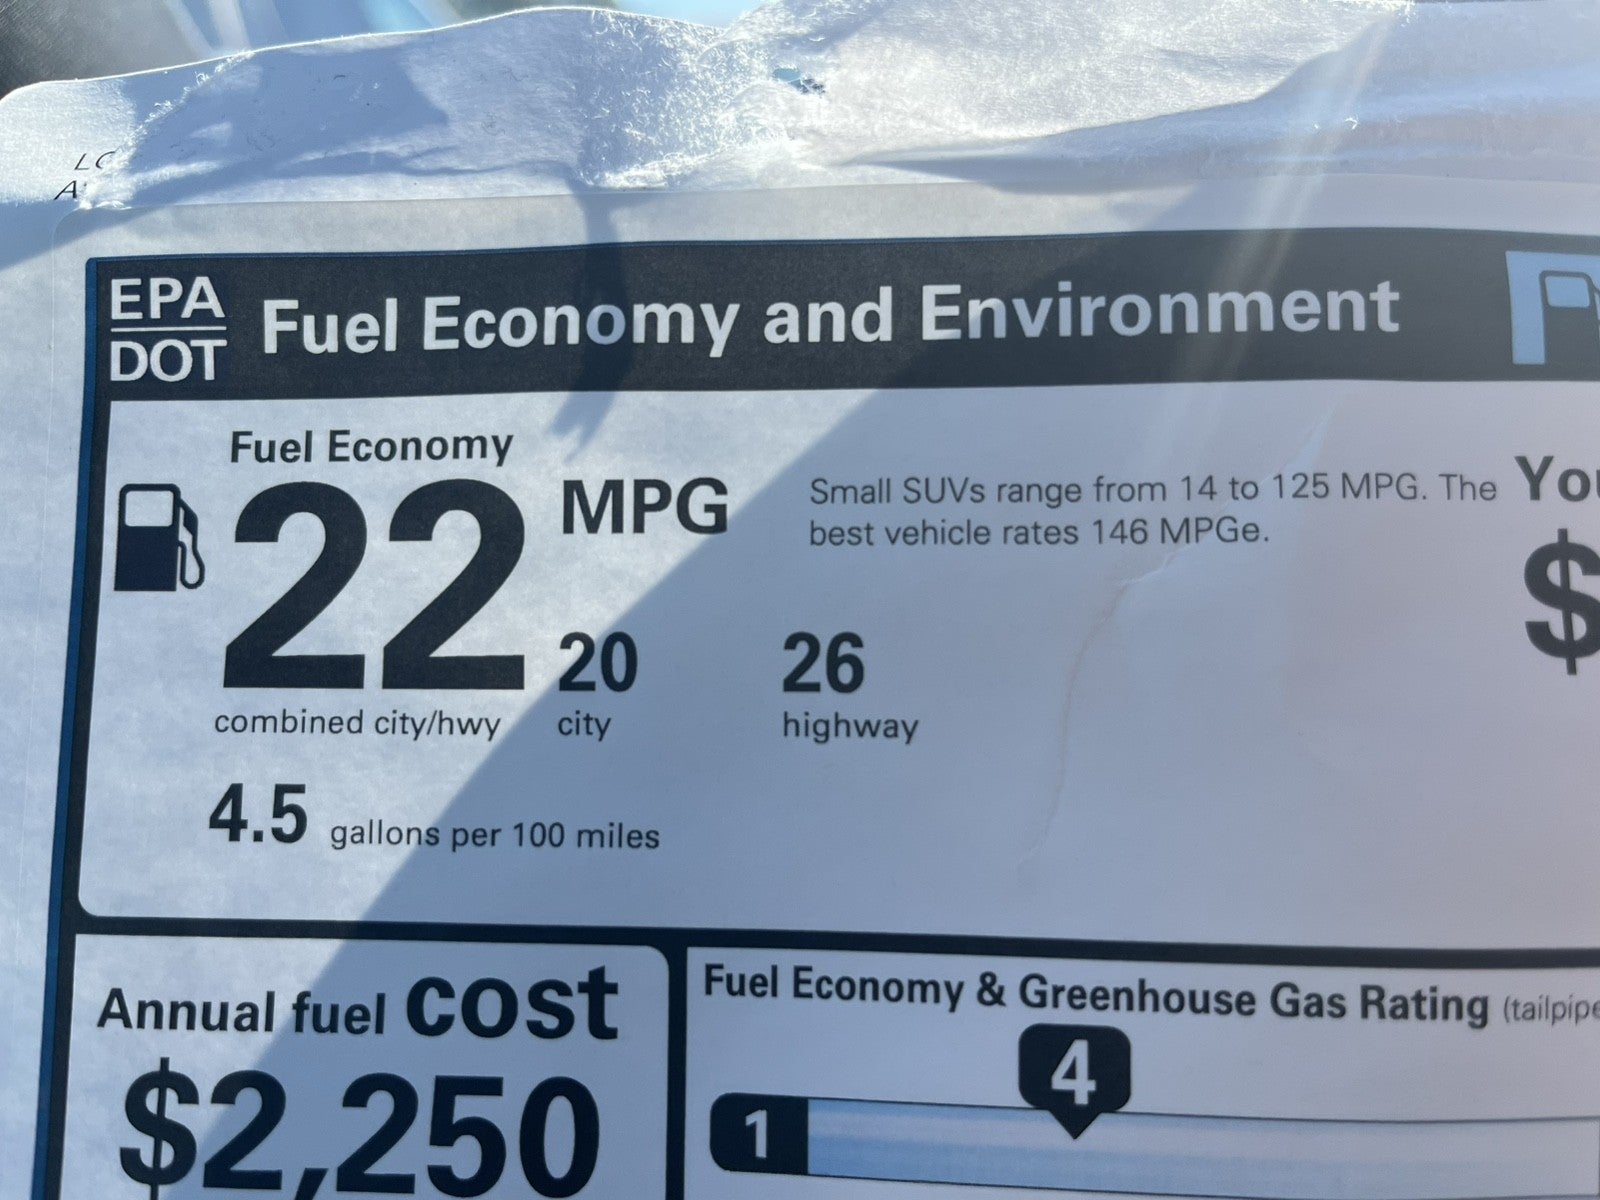 LC
A
EPA
DOT
Fuel Economy and Environment
Fuel Economy
22 MPG
combined city/hwy
20
city
26
highway
4.5 gallons per 100 miles
Small SUVs range from 14 to 125 MPG. The
best vehicle rates 146 MPGe.
$
Annual fuel cost
$2,250
Fuel Economy & Greenhouse Gas Rating (tailpipe
4
1